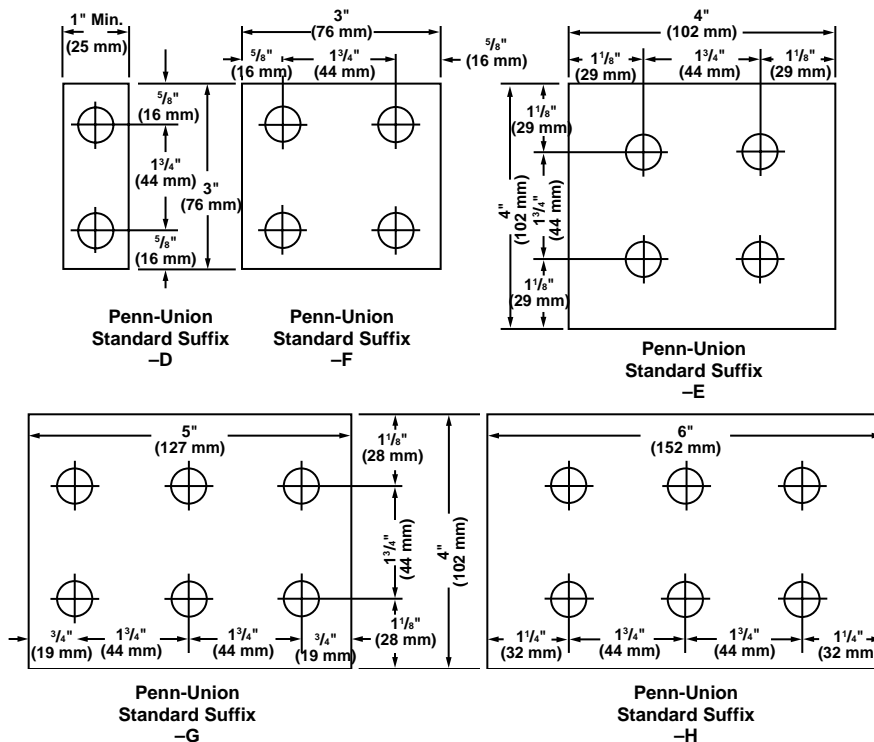 1" Min.
(25 mm)
3"
(76 mm)
5/8"
(16 mm)
1 3/4"
(44 mm)
5/8"
(16 mm)
5/8"
(16 mm)
1 3/4"
(44 mm)
5/8"
(16 mm)
3"
(76 mm)
Penn-Union
Standard Suffix
–D
Penn-Union
Standard Suffix
–F
4"
(102 mm)
1 1/8"
(29 mm)
1 3/4"
(44 mm)
1 1/8"
(29 mm)
1 1/8"
(29 mm)
4"
(102 mm)
1 3/4"
(44 mm)
1 1/8"
(29 mm)
Penn-Union
Standard Suffix
–E
5"
(127 mm)
1 1/8"
(28 mm)
1 3/4"
(44 mm)
4"
(102 mm)
1 1/8"
(28 mm)
3/4"
(19 mm)
1 3/4"
(44 mm)
1 3/4"
(44 mm)
3/4"
(19 mm)
Penn-Union
Standard Suffix
–G
6"
(152 mm)
1 1/4"
(32 mm)
1 3/4"
(44 mm)
1 3/4"
(44 mm)
1 1/4"
(32 mm)
Penn-Union
Standard Suffix
–H